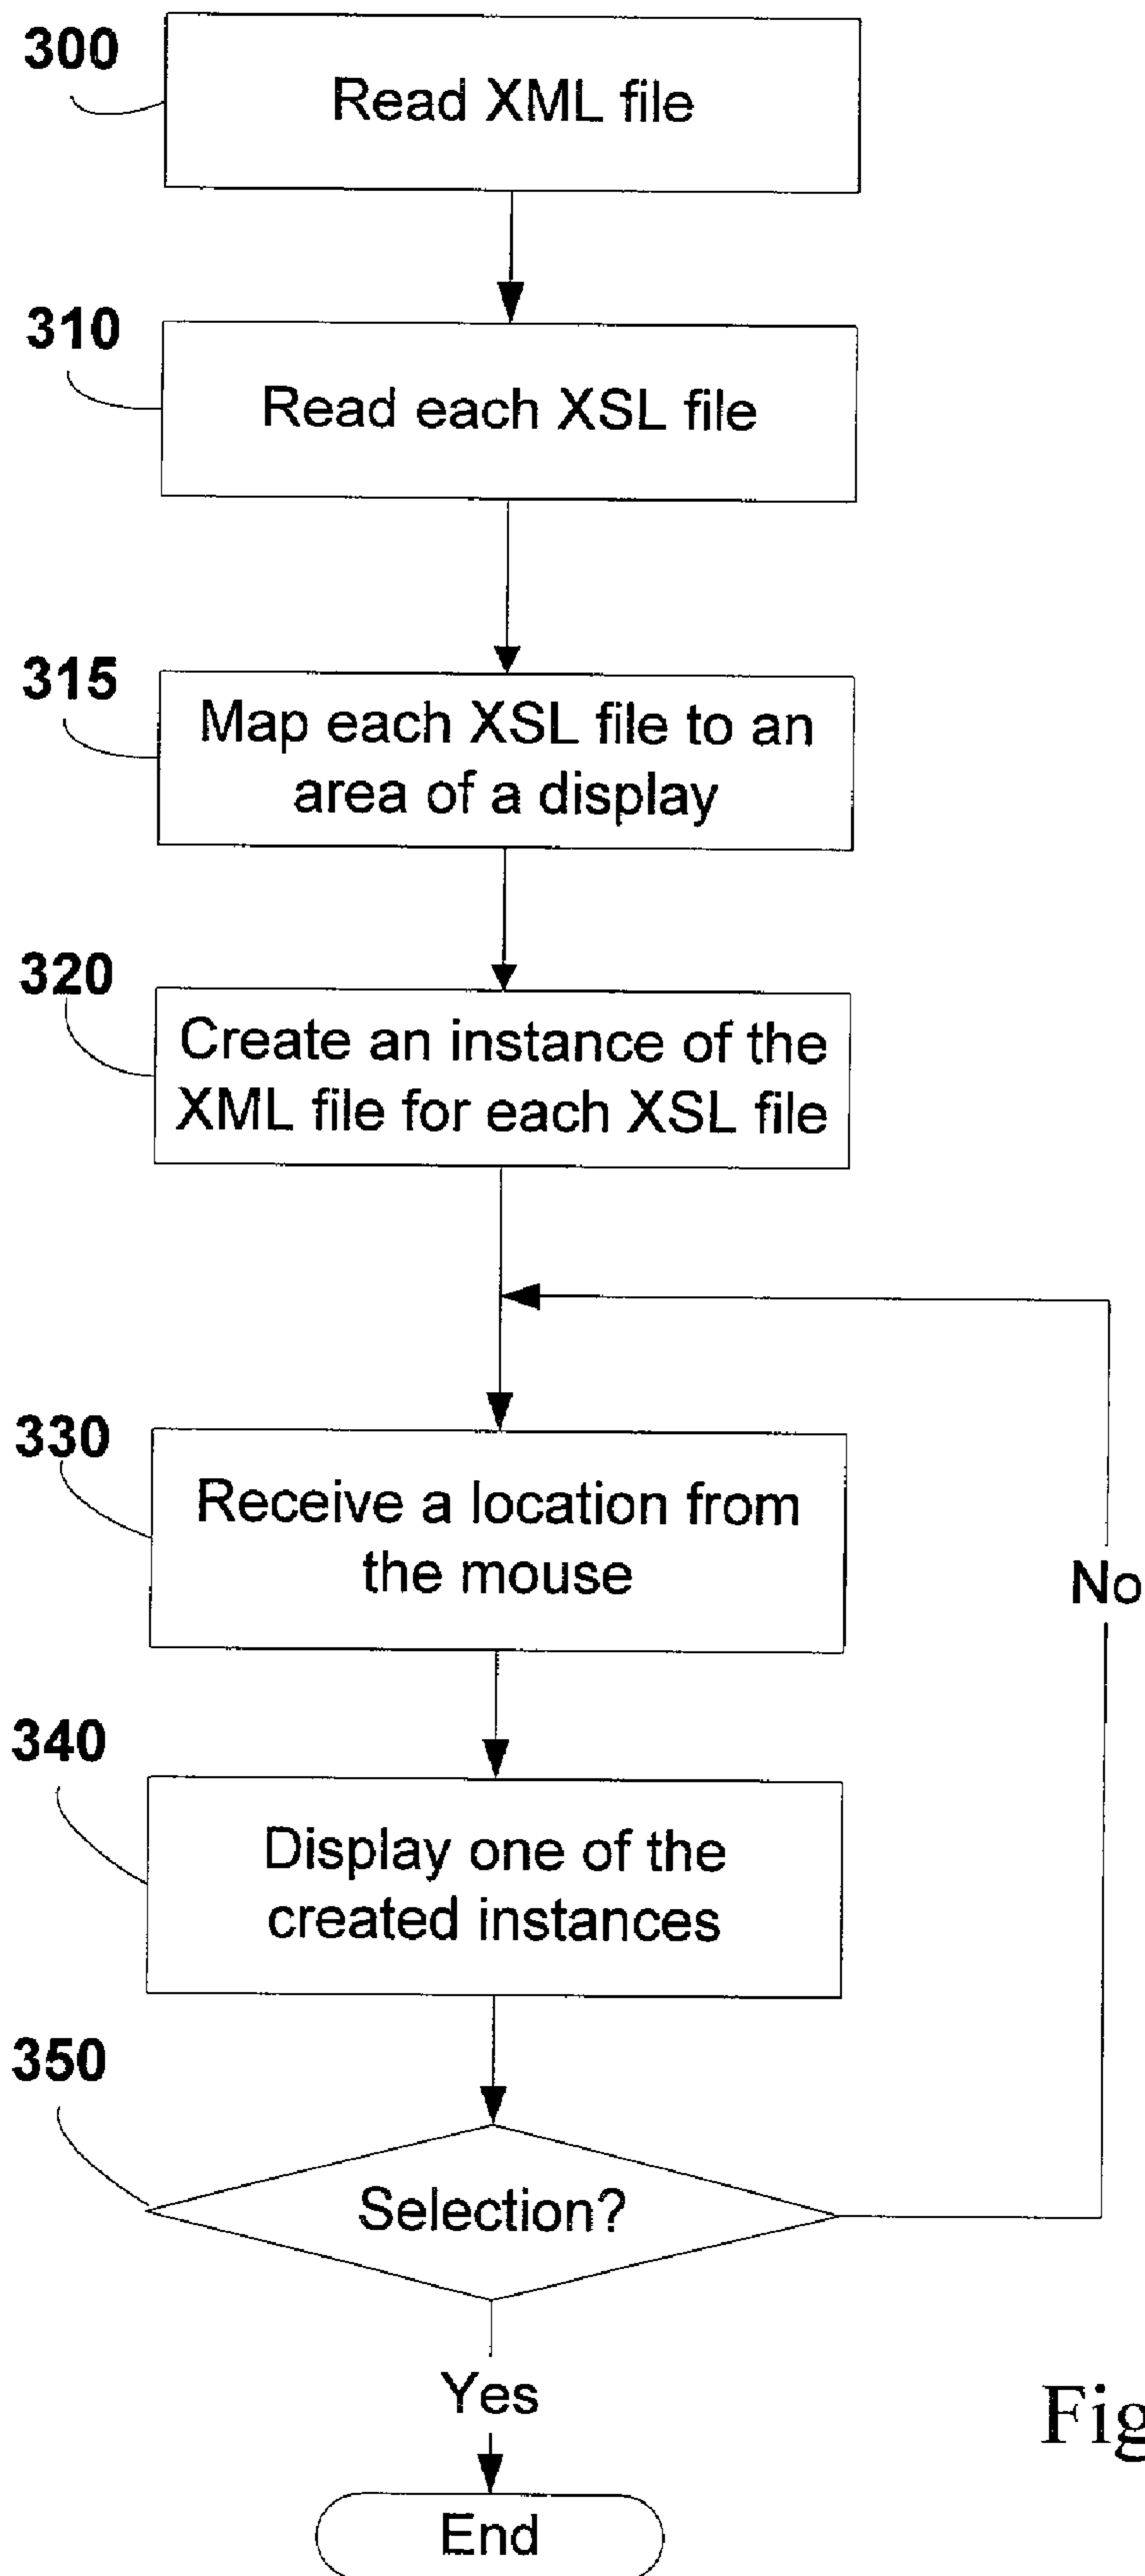 300
Read XML file
310
Read each XSL file
315
Map each XSL file to an
area of a display
320
Create an instance of the
XML file for each XSL file
330
Receive a location from
the mouse
No
340
Display one of the
created instances
350
Selection?
Yes
Fig
End